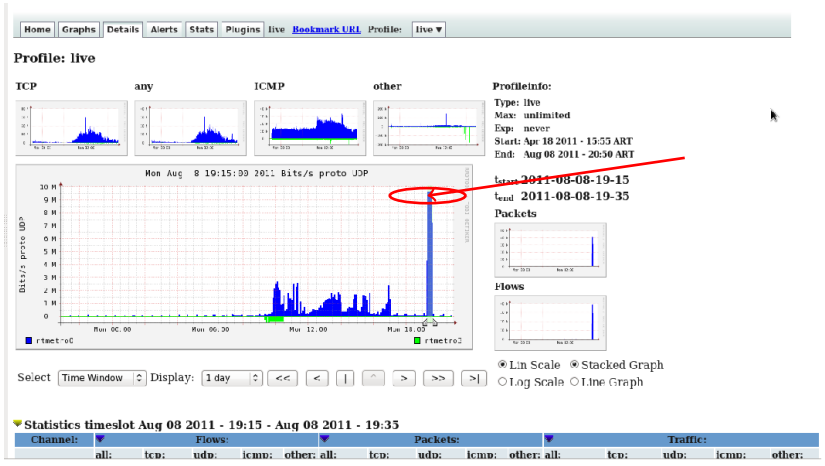 Home Graphs Details Alerts Stats Plugins live Bookmark URL Profile: live ▼
Profile: live
TCP any ICMP other Profileinfo:
Type: live
Max: unlimited
Exp: never
Start: Apr 18 2011 - 15:55 ART
End: Aug 08 2011 - 20:50 ART
tstart 2011-08-08-19-15
tend 2011-08-08-19-35
Packets
Flows
Mon Aug 8 19:15:00 2011 Bits/s proto UDP
Bits/s proto UDP
10 M
9 M
8 M
7 M
6 M
5 M
4 M
3 M
2 M
1 M
0
Mon 00:00 Mon 06:00 Mon 12:00 Mon 18:00
rtmetro0 rtmetro0
Lin Scale Stacked Graph
Log Scale Line Graph
Select Time Window Display: 1 day << < | ^ > >> >|
Statistics timeslot Aug 08 2011 - 19:15 - Aug 08 2011 - 19:35
Channel: Flows: Packets: Traffic:
all: tcp: udp: icmp: other: all: tcp: udp: icmp: other: all: tcp: udp: icmp: other: